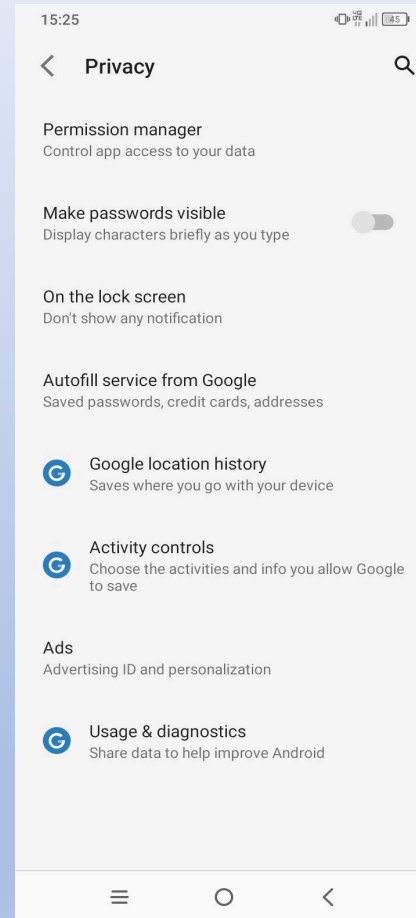 15:25
4G
LTE
45
Privacy
Permission manager
Control app access to your data
Make passwords visible
Display characters briefly as you type
On the lock screen
Don't show any notification
Autofill service from Google
Saved passwords, credit cards, addresses
G
Google location history
Saves where you go with your device
G
Activity controls
Choose the activities and info you allow Google
to save
Ads
Advertising ID and personalization
G
Usage & diagnostics
Share data to help improve Android